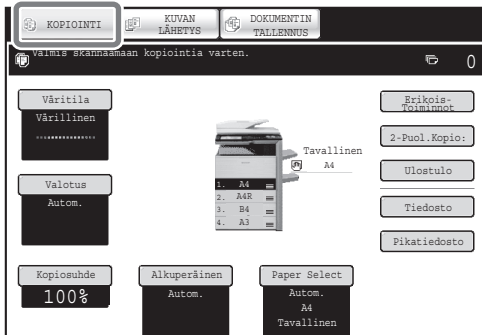 KOPIOINTI
KUVAN
LÄHETYS
DOKUMENTIN
TALLENNUS
Valmis skannaamaan kopiointia varten.
0
Väritila
Värillinen
Valotus
Autom.
Kopiosuhde
100%
Tavallinen
A4
1. A4
2. A4R
3. B4
4. A3
Alkuperäinen
Autom.
Paper Select
Autom.
A4
Tavallinen
Erikois-
Toiminnot
2-Puol.Kopio:
Ulostulo
Tiedosto
Pikatiedosto